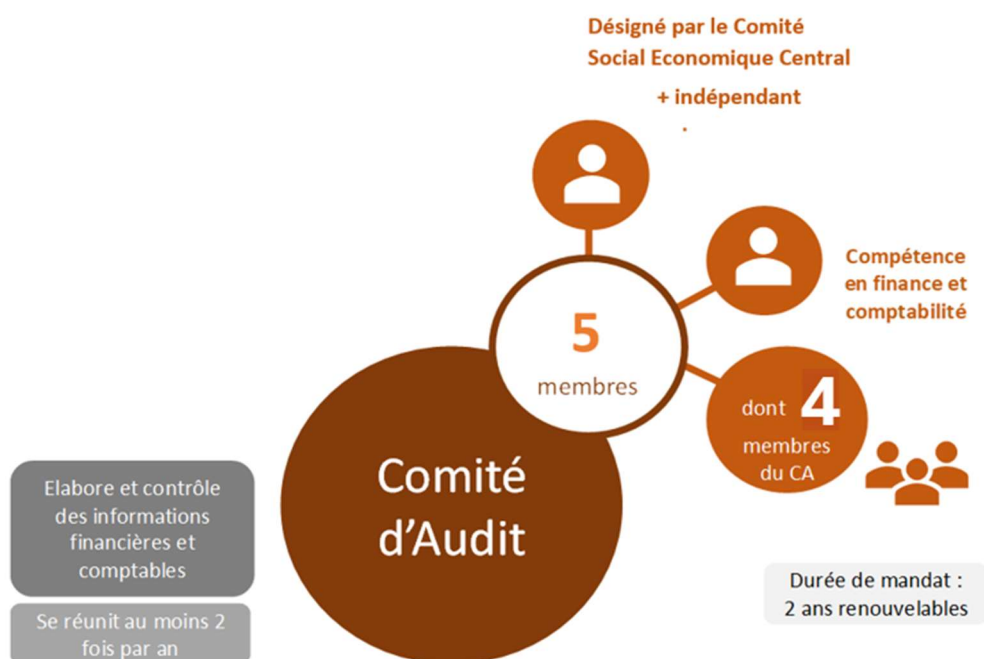 Désigné par le Comité
Social Economique Central
+ indépendant
Compétence
en finance et
comptabilité
5
membres
dont 4
membres
du CA
Comité
d'Audit
Elabore et contrôle
des informations
financières et
comptables
Se réunit au moins 2
fois par an
Durée de mandat :
2 ans renouvelables